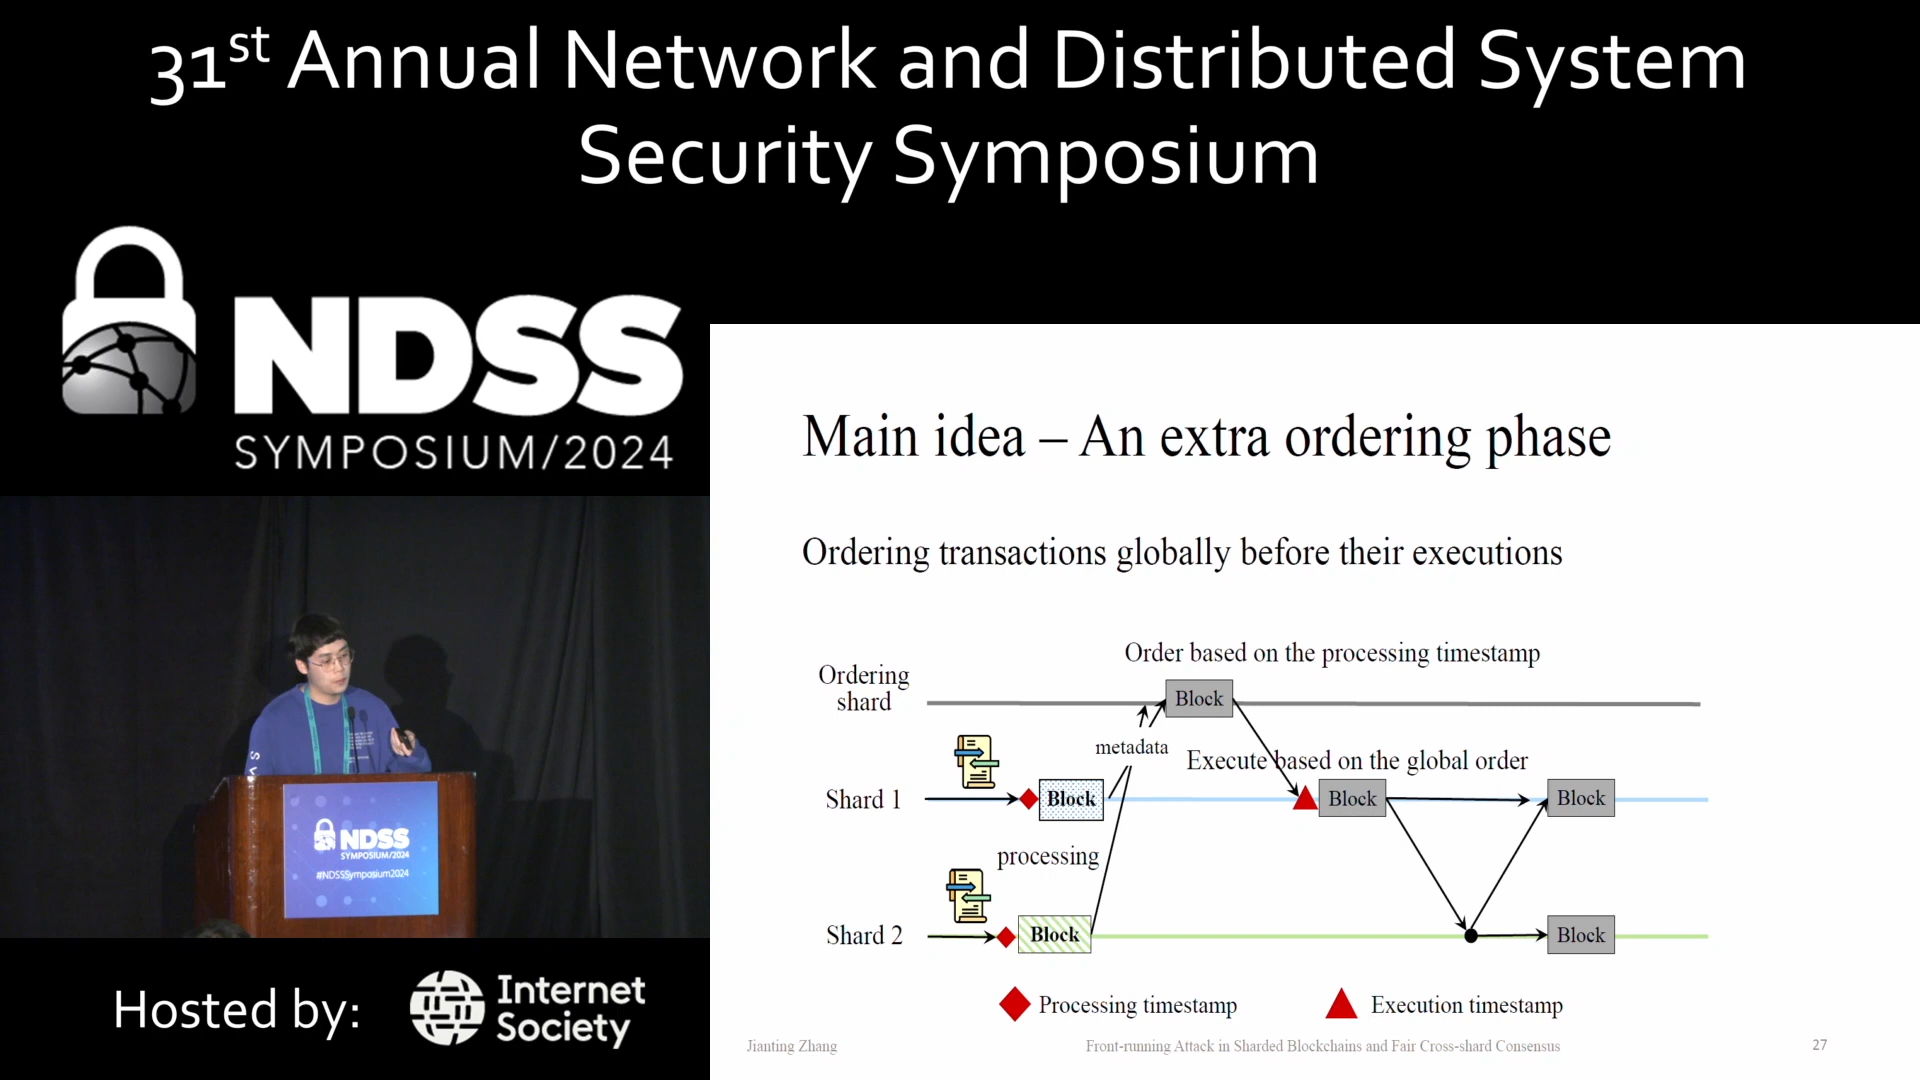 31st Annual Network and Distributed System
Security Symposium
NDSS
SYMPOSIUM/2024
Main idea – An extra ordering phase
Ordering transactions globally before their executions
Order based on the processing timestamp
Ordering
shard
Block
metadata
Execute based on the global order
Shard 1
Block
Block
Block
processing
Shard 2
Block
Block
Processing timestamp
Execution timestamp
Jianting Zhang
Front-running Attack in Sharded Blockchains and Fair Cross-shard Consensus
27
NDSS
SYMPOSIUM/2024
#NDSSSymposium2024
Hosted by:
Internet
Society